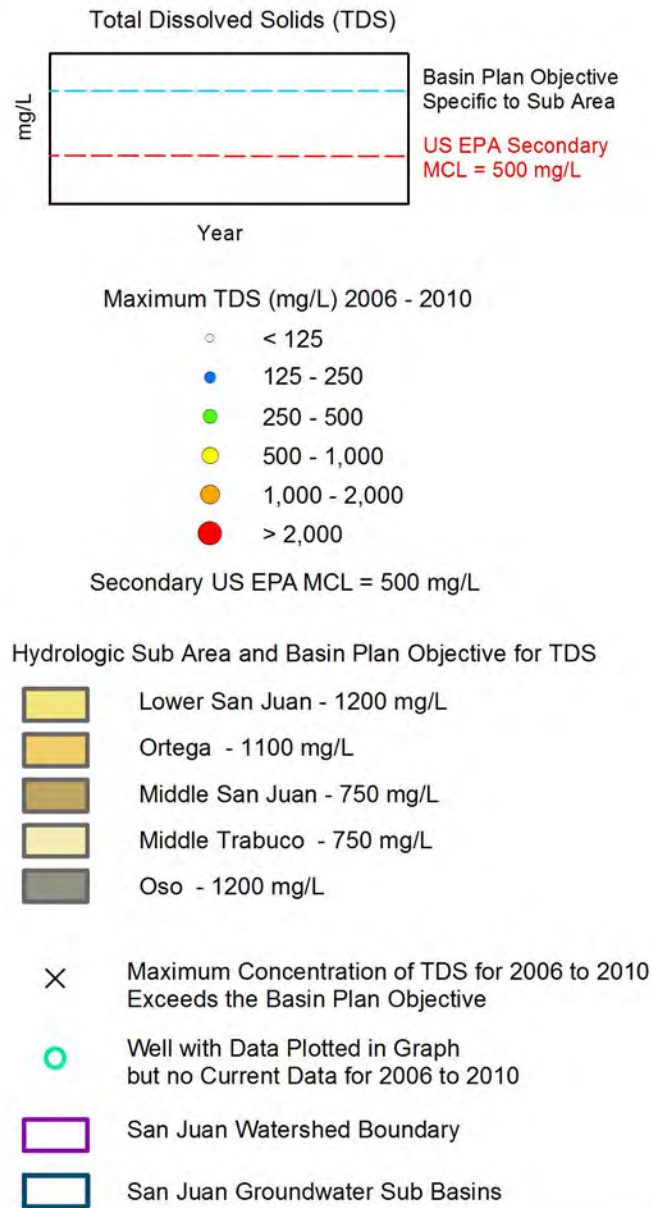 Total Dissolved Solids (TDS)
mg/L
Basin Plan Objective
Specific to Sub Area
US EPA Secondary
MCL = 500 mg/L
Year
Maximum TDS (mg/L) 2006 - 2010
< 125
125 - 250
250 - 500
500 - 1,000
1,000 - 2,000
> 2,000
Secondary US EPA MCL = 500 mg/L
Hydrologic Sub Area and Basin Plan Objective for TDS
Lower San Juan - 1200 mg/L
Ortega - 1100 mg/L
Middle San Juan - 750 mg/L
Middle Trabuco - 750 mg/L
Oso - 1200 mg/L
Maximum Concentration of TDS for 2006 to 2010
Exceeds the Basin Plan Objective
Well with Data Plotted in Graph
but no Current Data for 2006 to 2010
San Juan Watershed Boundary
San Juan Groundwater Sub Basins